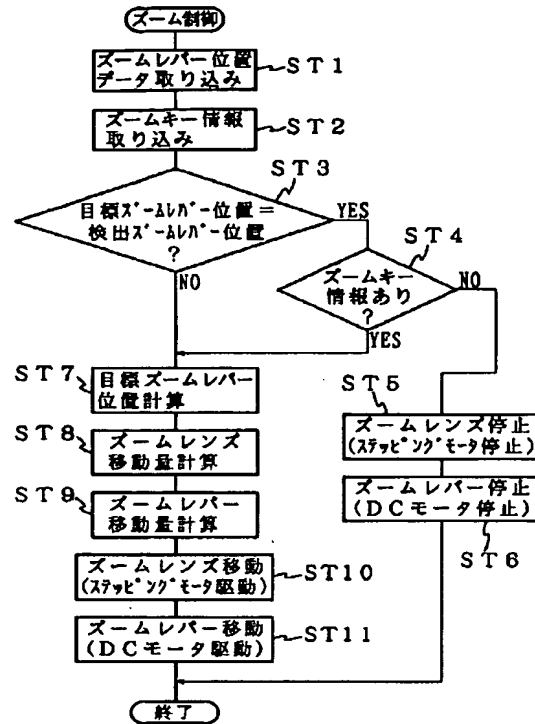 ズーム制御
ズームレバー位置
データ取り込み
ST1
ズームキー情報
取り込み
ST2
ST3
目標ズームレバー位置=
検出ズームレバー位置
?
YES
NO
ST4
ズームキー
情報あり
?
NO
YES
ST7
目標ズームレバー
位置計算
ST5
ズームレンズ停止
(ステッピングモータ停止)
ST8
ズームレンズ
移動量計算
ズームレバー停止
(DCモータ停止)
ST6
ST9
ズームレバー
移動量計算
ズームレンズ移動
(ステッピングモータ駆動)
ST10
ズームレバー移動
(DCモータ駆動)
ST11
終了